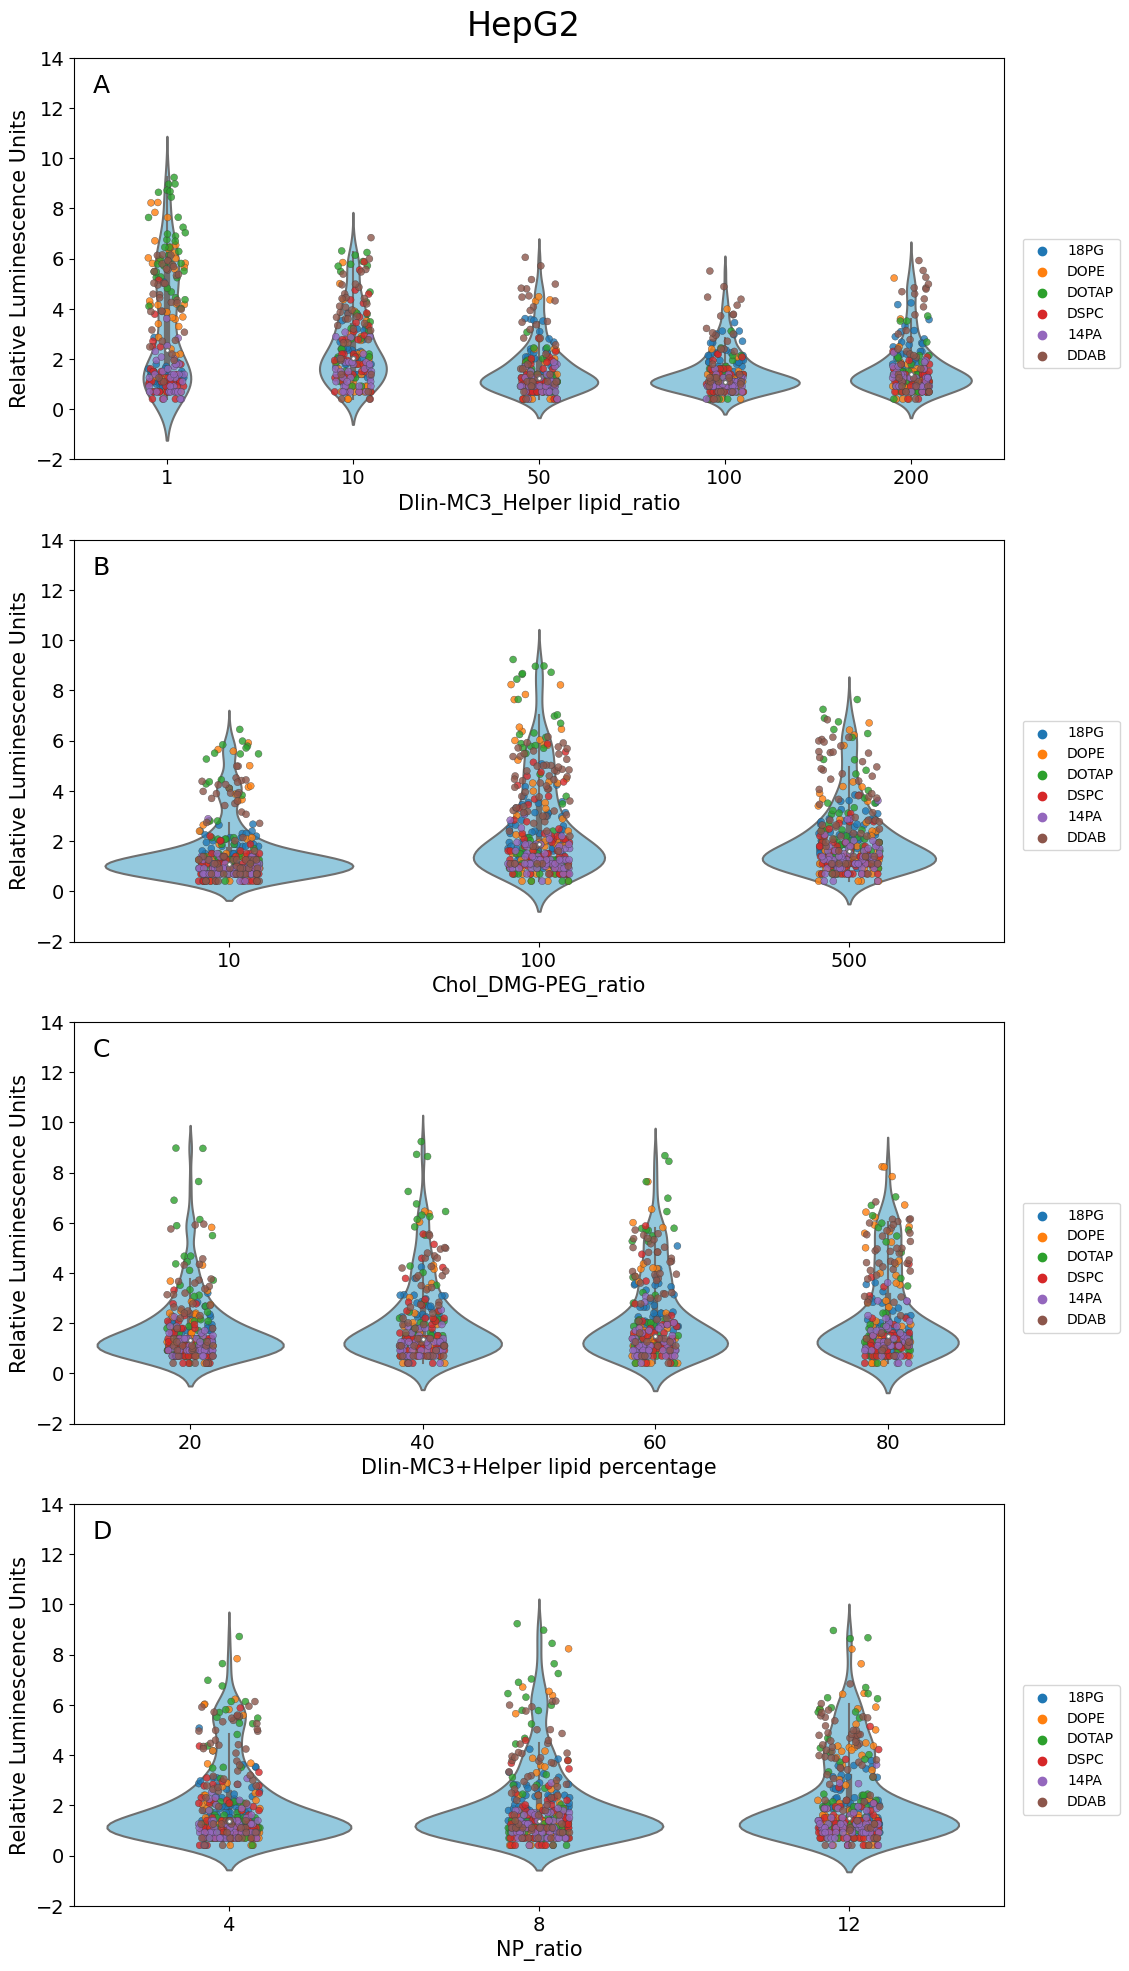 HepG2
A
Relative Luminescence Units
14
12
10
8
6
4
2
0
−2
1 10 50 100 200
Dlin-MC3_Helper lipid_ratio
18PG
DOPE
DOTAP
DSPC
14PA
DDAB
B
Relative Luminescence Units
14
12
10
8
6
4
2
0
−2
10 100 500
Chol_DMG-PEG_ratio
18PG
DOPE
DOTAP
DSPC
14PA
DDAB
C
Relative Luminescence Units
14
12
10
8
6
4
2
0
−2
20 40 60 80
Dlin-MC3+Helper lipid percentage
18PG
DOPE
DOTAP
DSPC
14PA
DDAB
D
Relative Luminescence Units
14
12
10
8
6
4
2
0
−2
4 8 12
NP_ratio
18PG
DOPE
DOTAP
DSPC
14PA
DDAB